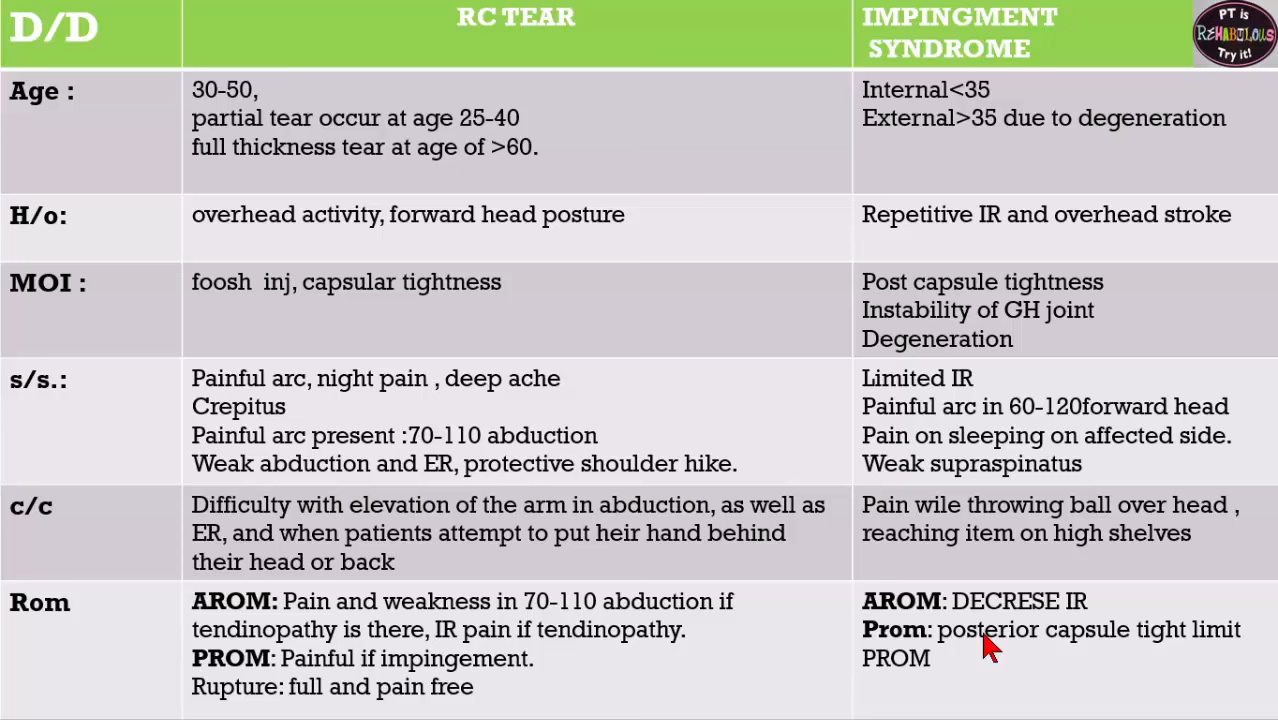 D/D
RC TEAR
IMPINGMENT
SYNDROME
PT is
REHABULOUS
Try it!
Age :
30-50,
partial tear occur at age 25-40
full thickness tear at age of >60.
Internal<35
External>35 due to degeneration
H/o:
overhead activity, forward head posture
Repetitive IR and overhead stroke
MOI :
foosh  inj, capsular tightness
Post capsule tightness
Instability of GH joint
Degeneration
s/s.:
Painful arc, night pain , deep ache
Crepitus
Painful arc present :70-110 abduction
Weak abduction and ER, protective shoulder hike.
Limited IR
Painful arc in 60-120forward head
Pain on sleeping on affected side.
Weak supraspinatus
c/c
Difficulty with elevation of the arm in abduction, as well as
ER, and when patients attempt to put heir hand behind
their head or back
Pain wile throwing ball over head ,
reaching item on high shelves
Rom
AROM: Pain and weakness in 70-110 abduction if
tendinopathy is there, IR pain if tendinopathy.
PROM: Painful if impingement.
Rupture: full and pain free
AROM: DECRESE IR
Prom: posterior capsule tight limit
PROM